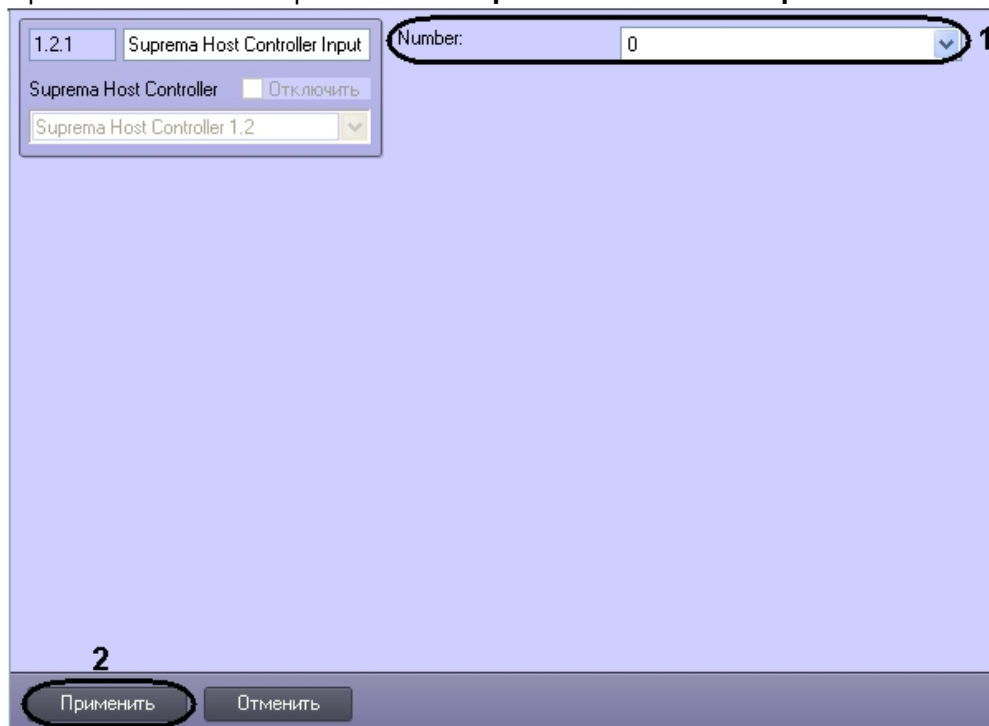 1.2.1 Suprema Host Controller Input
Number: 0 1
Suprema Host Controller Отключить
Suprema Host Controller 1.2
2
Применить Отменить